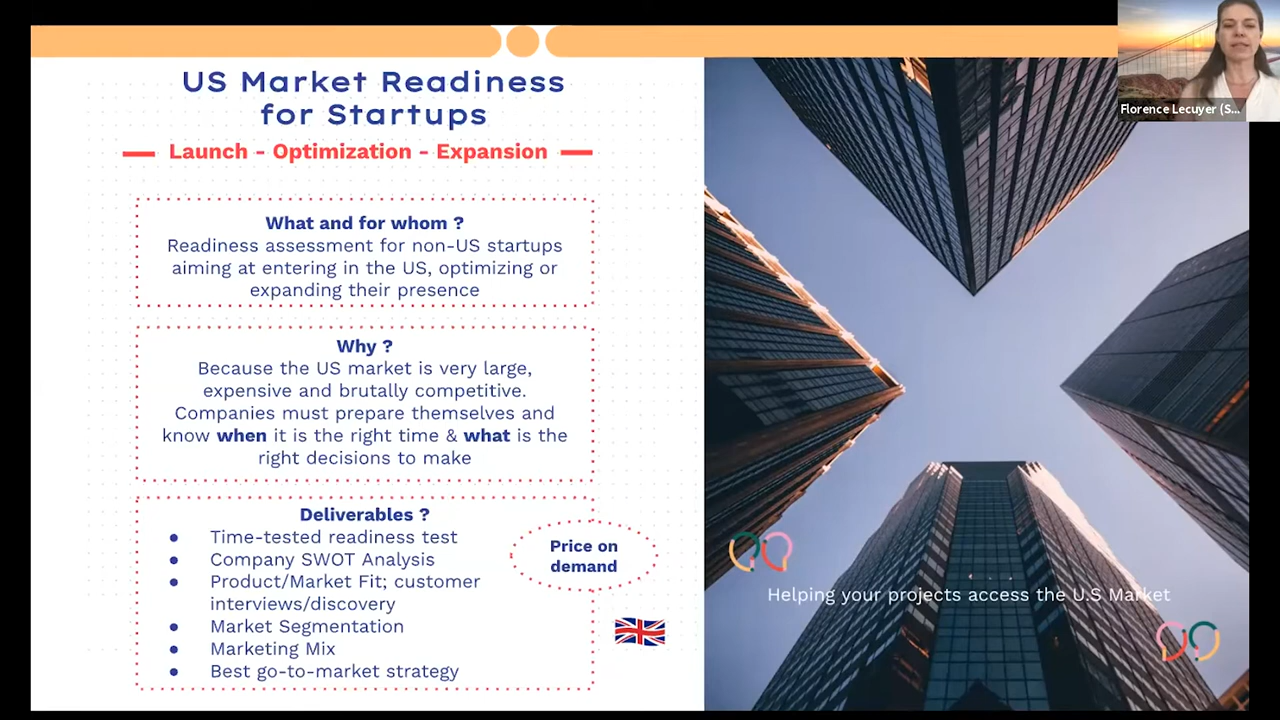 US Market Readiness
for Startups
Launch - Optimization - Expansion
What and for whom ?
Readiness assessment for non-US startups
aiming at entering in the US, optimizing or
expanding their presence
Why ?
Because the US market is very large,
expensive and brutally competitive.
Companies must prepare themselves and
know when it is the right time & what is the
right decisions to make
Deliverables ?
● Time-tested readiness test
● Company SWOT Analysis
● Product/Market Fit; customer
interviews/discovery
● Market Segmentation
● Marketing Mix
● Best go-to-market strategy
Price on
demand
Florence Lecuyer (S...
Helping your projects access the U.S Market